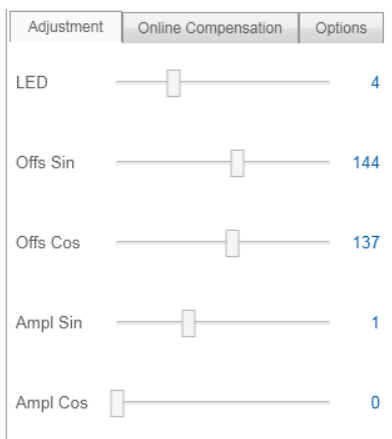 Adjustment Online Compensation Options
LED 4
Offs Sin 144
Offs Cos 137
Ampl Sin 1
Ampl Cos 0